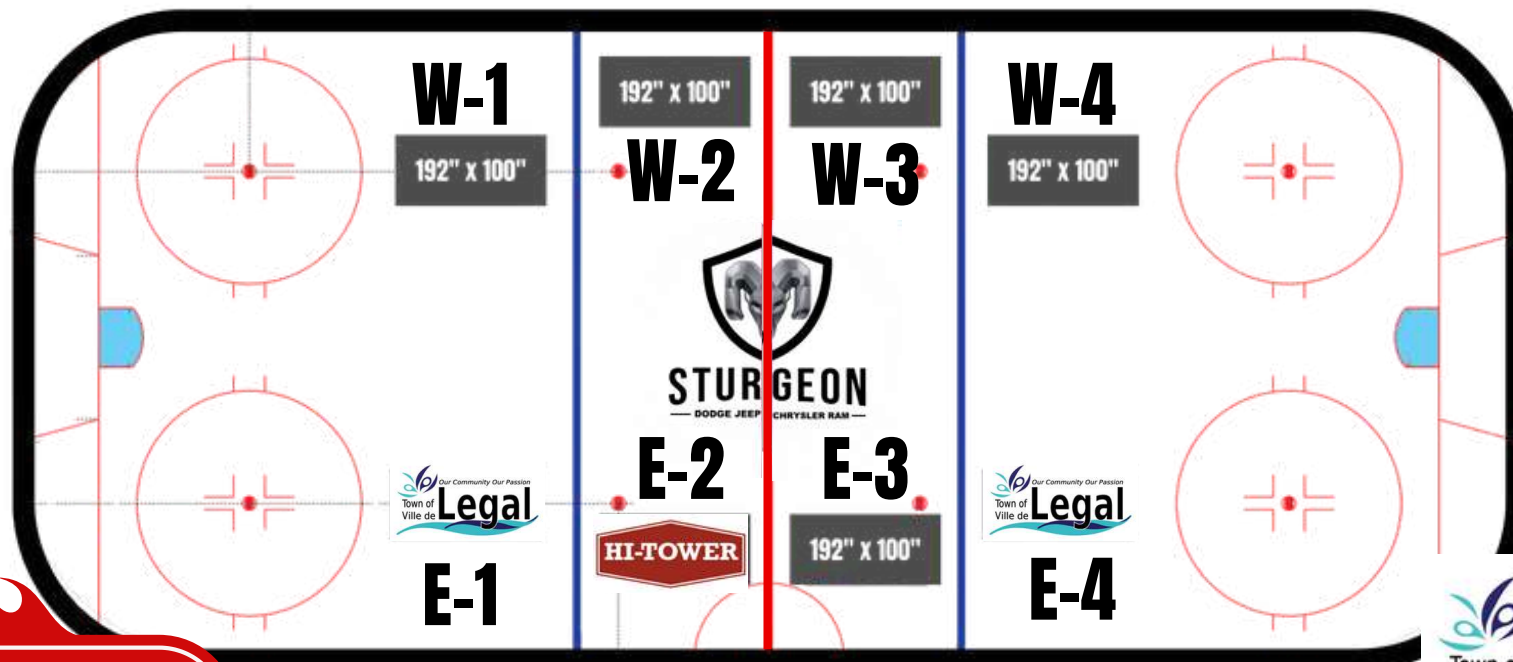 W-1
192" X 100"
192" X 100"
W-2
192" X 100"
W-3
W-4
192" X 100"
STURGEON
DODGE JEEP CHRYSLER RAM
Our Community Our Passion
Town of
Ville de Legal
E-1
E-2
HI-TOWER
E-3
192" X 100"
Our Community Our Passion
Town of
Ville de Legal
E-4
Town